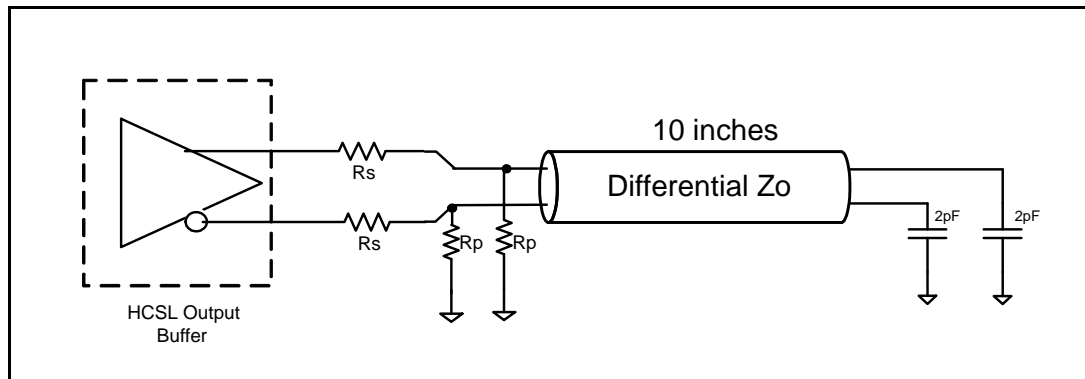 10 inches
Rs
Differential Zo
2pF
2pF
Rs
Rp
Rp
HCSL Output
Buffer